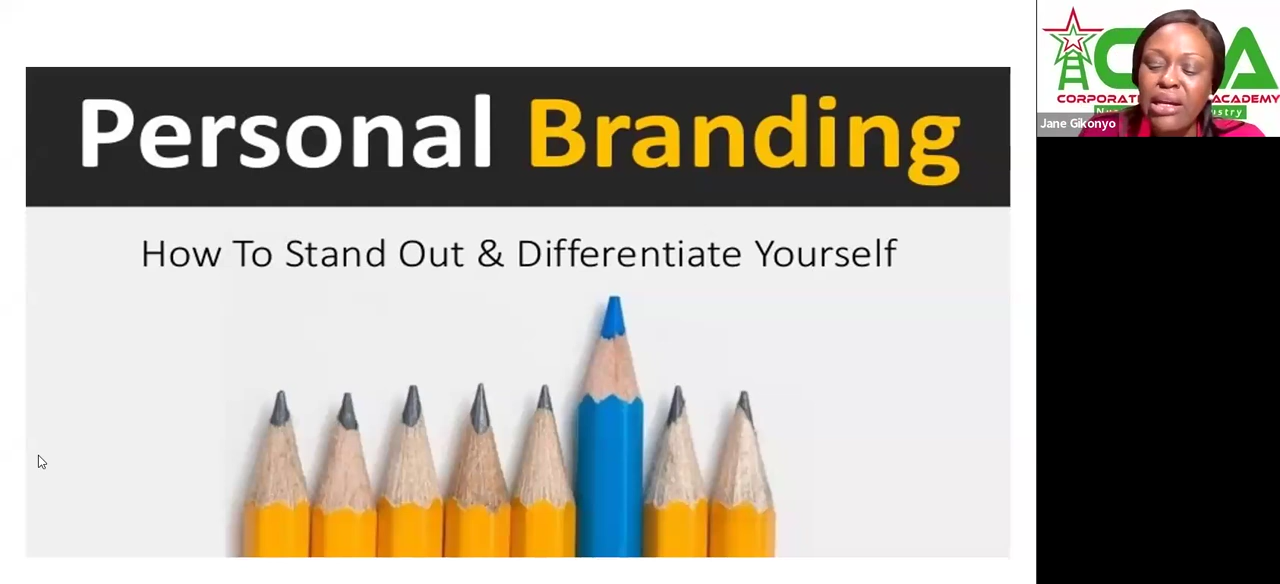 Personal Branding
How To Stand Out & Differentiate Yourself
CORPORAT ACADEMY
Jane Gikonyo